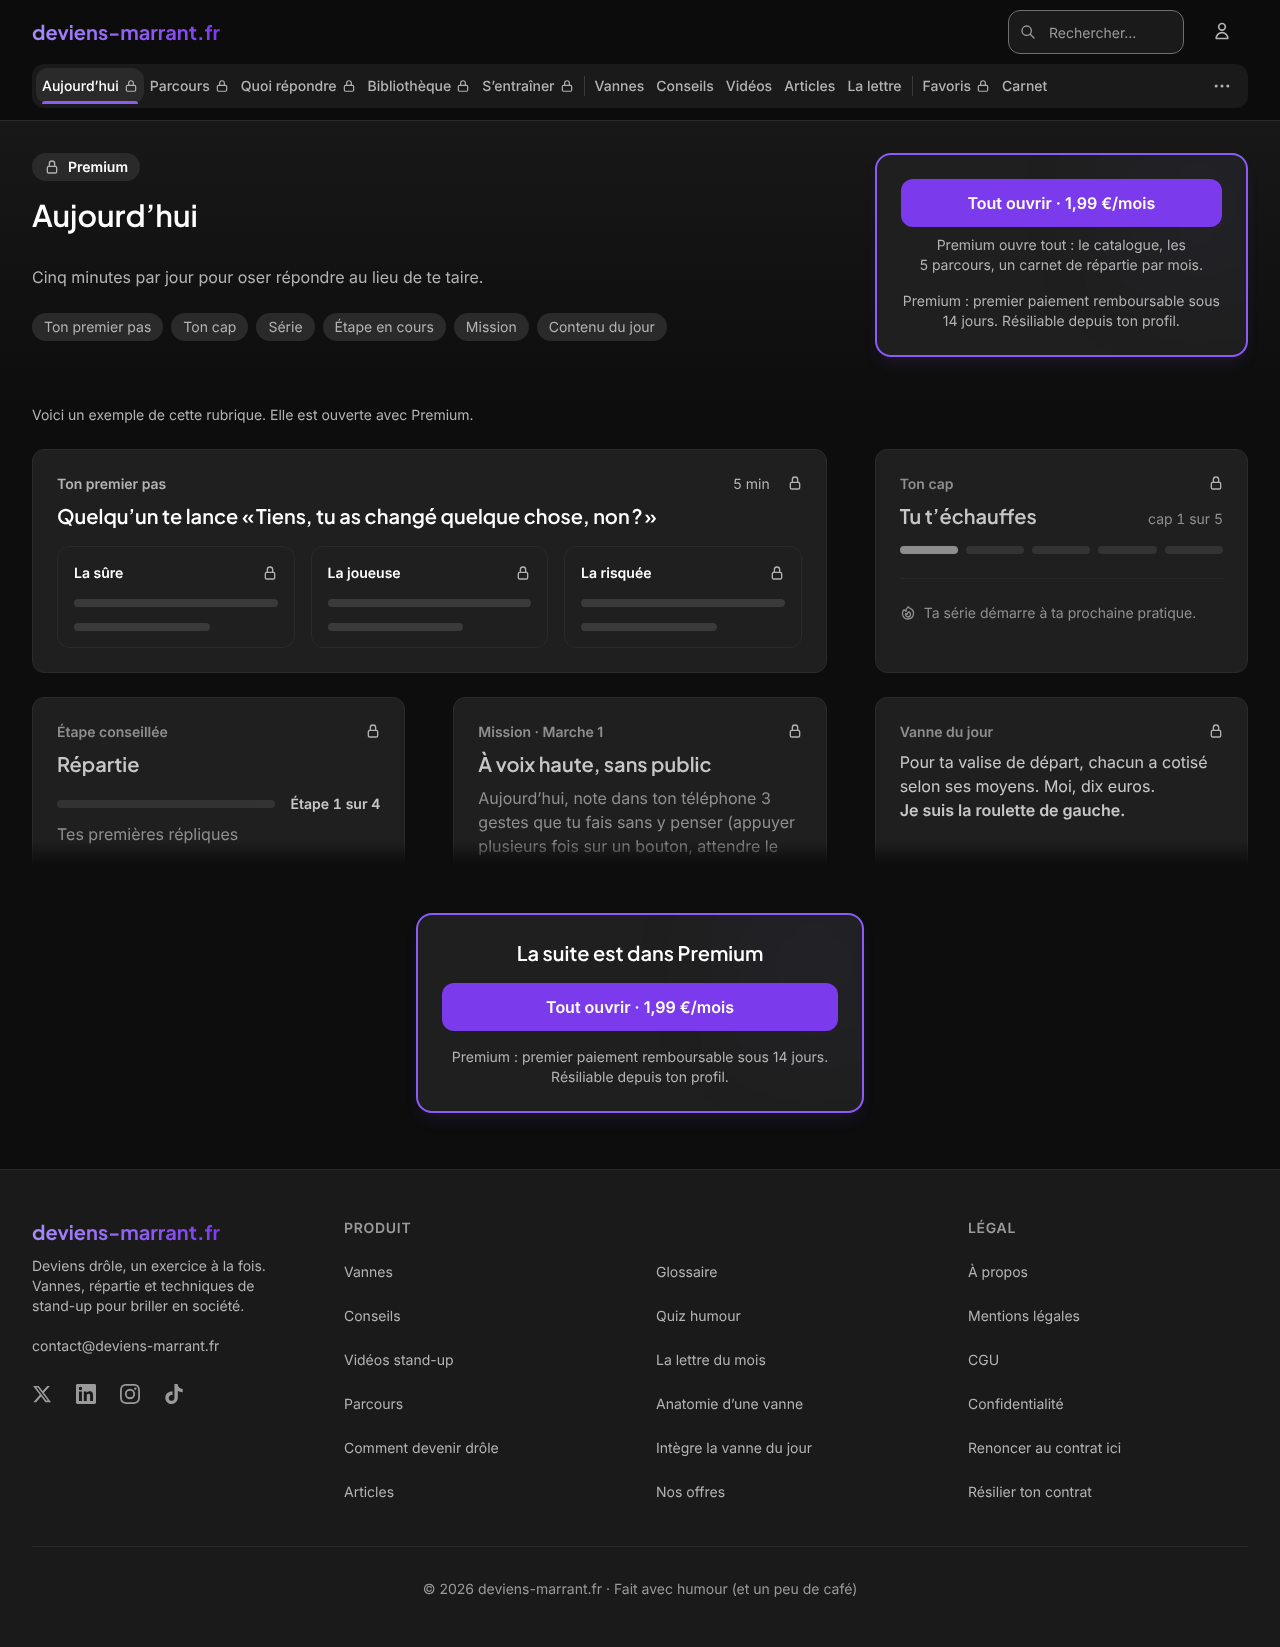 deviens-marrant.fr
Rechercher...
Aujourd’hui
Parcours
Quoi répondre
Bibliothèque
S’entraîner
Vannes
Conseils
Vidéos
Articles
La lettre
Favoris
Carnet
Premium
Aujourd’hui
Cinq minutes par jour pour oser répondre au lieu de te taire.
Ton premier pas
Ton cap
Série
Étape en cours
Mission
Contenu du jour
Tout ouvrir · 1,99 €/mois
Premium ouvre tout : le catalogue, les
5 parcours, un carnet de répartie par mois.
Premium : premier paiement remboursable sous
14 jours. Résiliable depuis ton profil.
Voici un exemple de cette rubrique. Elle est ouverte avec Premium.
Ton premier pas
5 min
Quelqu’un te lance « Tiens, tu as changé quelque chose, non ? »
La sûre
La joueuse
La risquée
Ton cap
Tu t’échauffes
cap 1 sur 5
Ta série démarre à ta prochaine pratique.
Étape conseillée
Répartie
Étape 1 sur 4
Tes premières répliques
Mission · Marche 1
À voix haute, sans public
Aujourd’hui, note dans ton téléphone 3
gestes que tu fais sans y penser (appuyer
plusieurs fois sur un bouton, attendre le
Vanne du jour
Pour ta valise de départ, chacun a cotisé
selon ses moyens. Moi, dix euros.
Je suis la roulette de gauche.
La suite est dans Premium
Tout ouvrir · 1,99 €/mois
Premium : premier paiement remboursable sous 14 jours.
Résiliable depuis ton profil.
deviens-marrant.fr
Deviens drôle, un exercice à la fois.
Vannes, répartie et techniques de
stand-up pour briller en société.
contact@deviens-marrant.fr
PRODUIT
Vannes
Conseils
Vidéos stand-up
Parcours
Comment devenir drôle
Articles
Glossaire
Quiz humour
La lettre du mois
Anatomie d’une vanne
Intègre la vanne du jour
Nos offres
LÉGAL
À propos
Mentions légales
CGU
Confidentialité
Renoncer au contrat ici
Résilier ton contrat
© 2026 deviens-marrant.fr · Fait avec humour (et un peu de café)